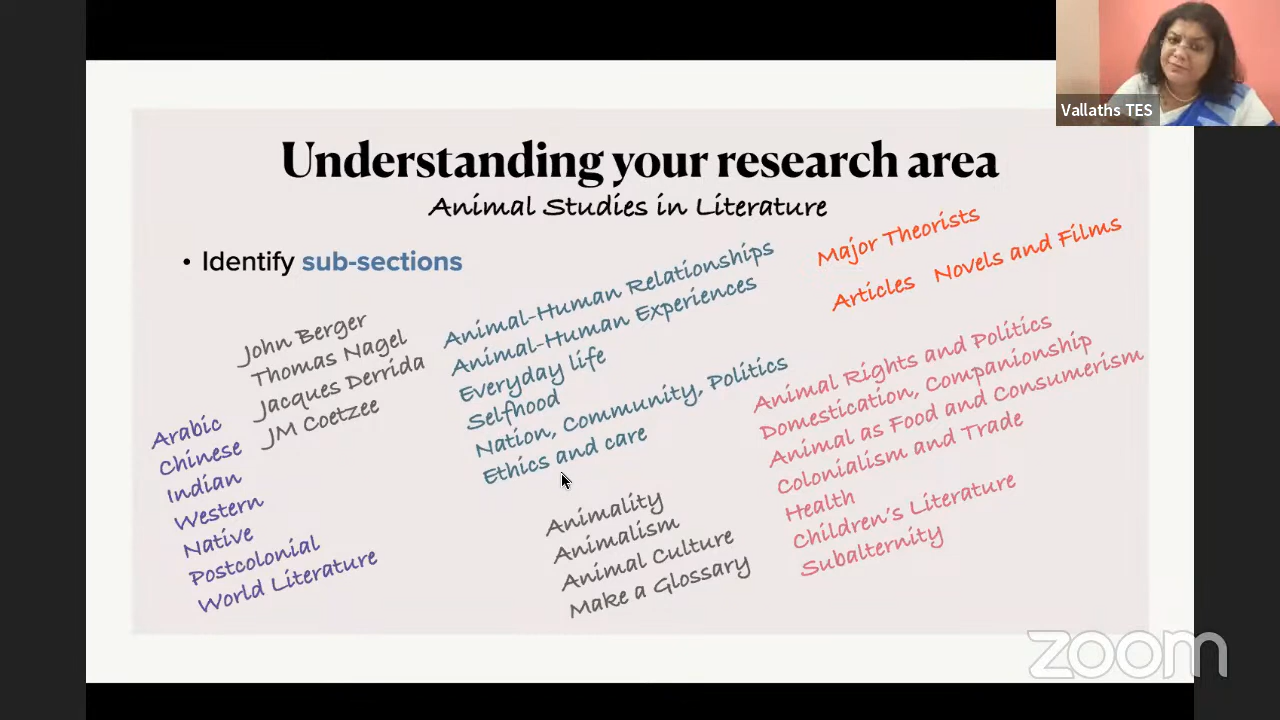 Vallaths TES
Understanding your research area
Animal Studies in Literature
• Identify sub-sections
Major Theorists
Articles Novels and Films
John Berger
Thomas Nagel
Jacques Derrida
JM Coetzee
Animal-Human Relationships
Animal-Human Experiences
Everyday life
Selfhood
Nation, Community, Politics
Ethics and care
Animal Rights and Politics
Domestication, Companionship
Animal as Food and Consumerism
Colonialism and Trade
Health
Children's Literature
Subalternity
Arabic
Chinese
Indian
Western
Native
Postcolonial
World Literature
Animality
Animalism
Animal Culture
Make a Glossary
zoom